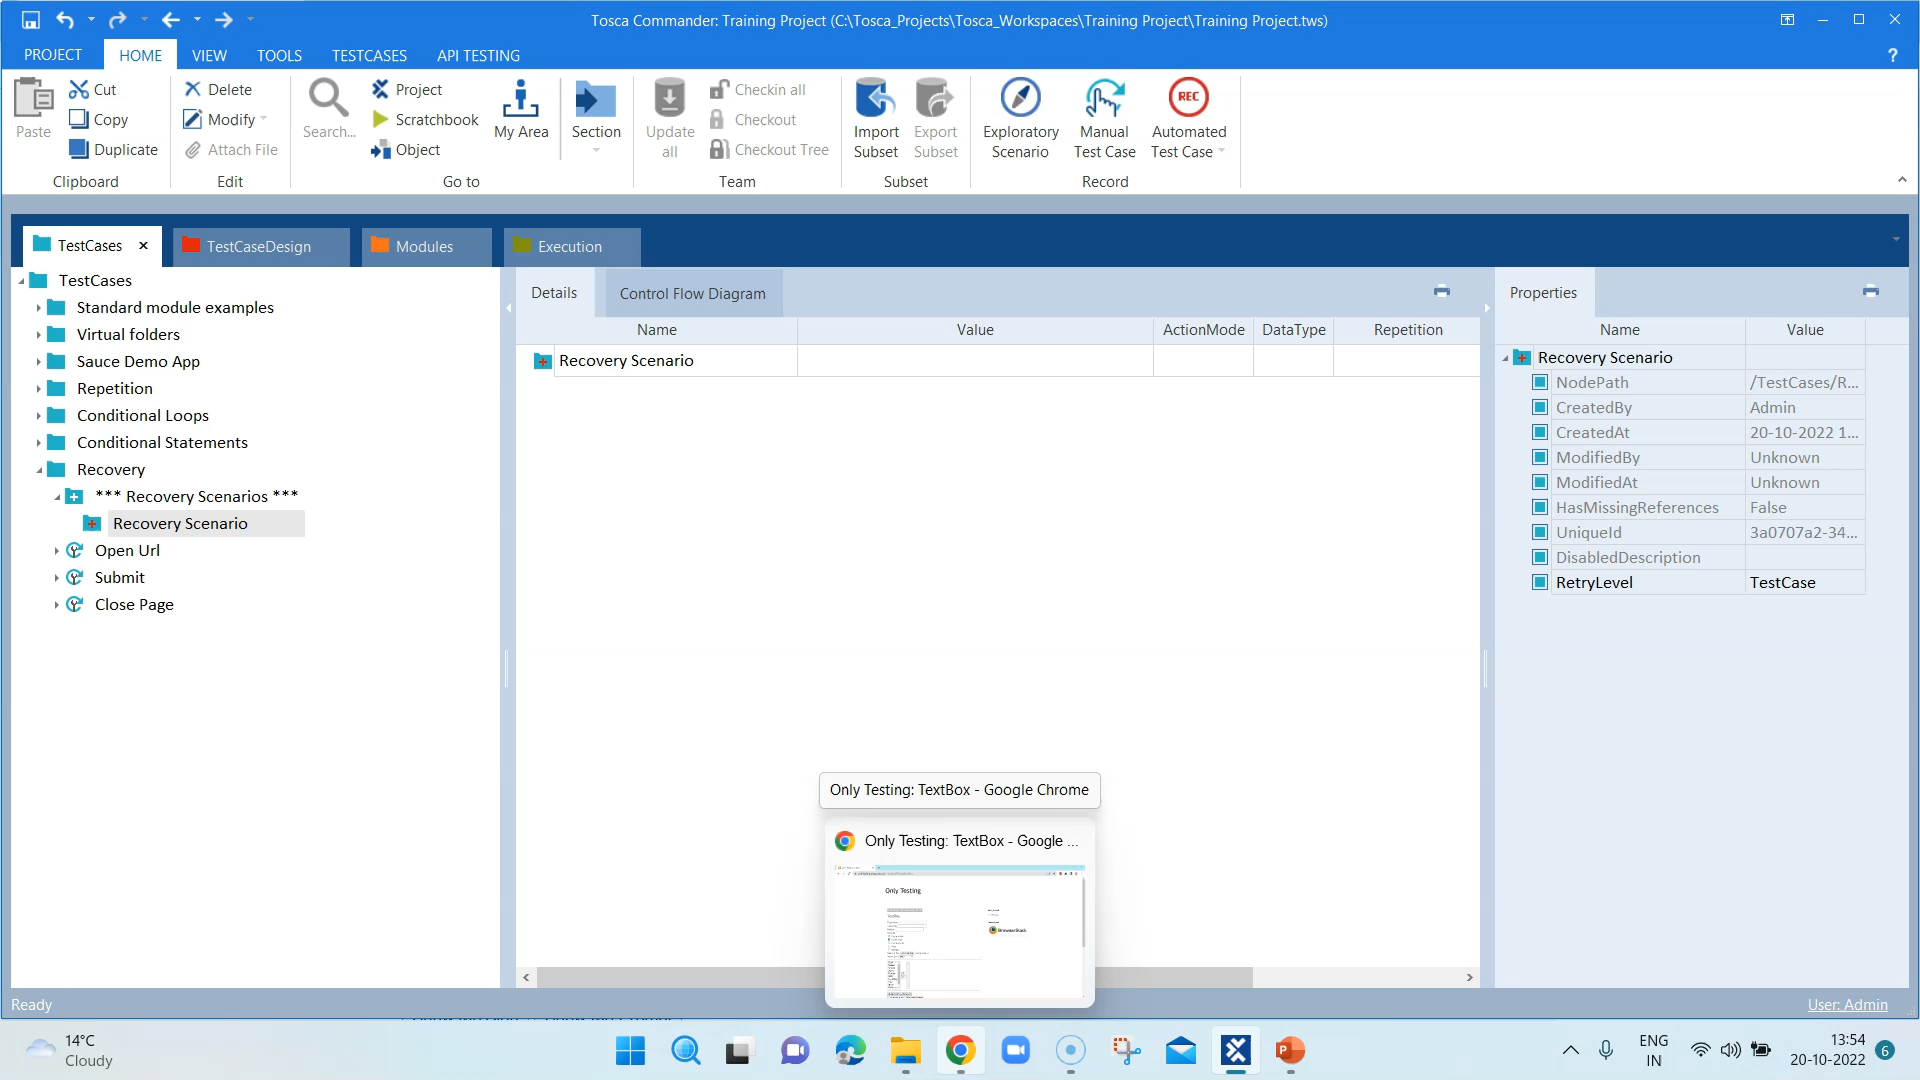 Tosca Commander: Training Project (C:\Tosca_Projects\Tosca_Workspaces\Training Project\Training Project.tws)
PROJECT HOME VIEW TOOLS TESTCASES API TESTING ?
Paste
Cut
Copy
Duplicate
Clipboard
Delete
Modify
Attach File
Edit
Search...
Project
Scratchbook
Object
My Area
Section
Go to
Update all
Checkin all
Checkout
Checkout Tree
Team
Import Subset
Export Subset
Subset
Exploratory Scenario
Manual Test Case
REC
Automated Test Case
Record
TestCases TestCaseDesign Modules Execution
TestCases
Standard module examples
Virtual folders
Sauce Demo App
Repetition
Conditional Loops
Conditional Statements
Recovery
*** Recovery Scenarios ***
Recovery Scenario
Open Url
Submit
Close Page
Details Control Flow Diagram
Name Value ActionMode DataType Repetition
Recovery Scenario
Properties
Name Value
Recovery Scenario
NodePath /TestCases/R...
CreatedBy Admin
CreatedAt 20-10-2022 1...
ModifiedBy Unknown
ModifiedAt Unknown
HasMissingReferences False
UniqueId 3a0707a2-34...
DisabledDescription
RetryLevel TestCase
Only Testing: TextBox - Google Chrome
Only Testing: TextBox - Google ...
Only Testing
BrowserStack
Ready
User: Admin
14°C
Cloudy
ENG
IN
13:54
20-10-2022
6